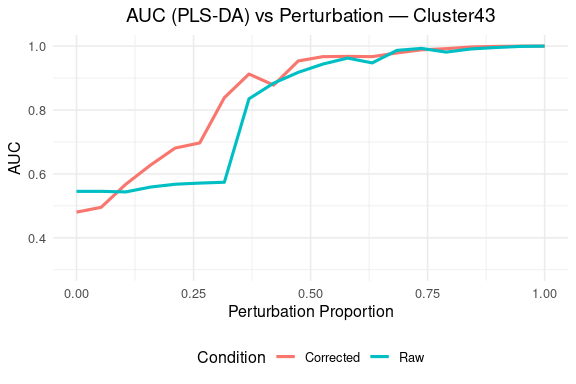 AUC (PLS-DA) vs Perturbation — Cluster43
1.0
0.8
0.6
0.4
AUC
0.00 0.25 0.50 0.75 1.00
Perturbation Proportion
Condition Corrected Raw